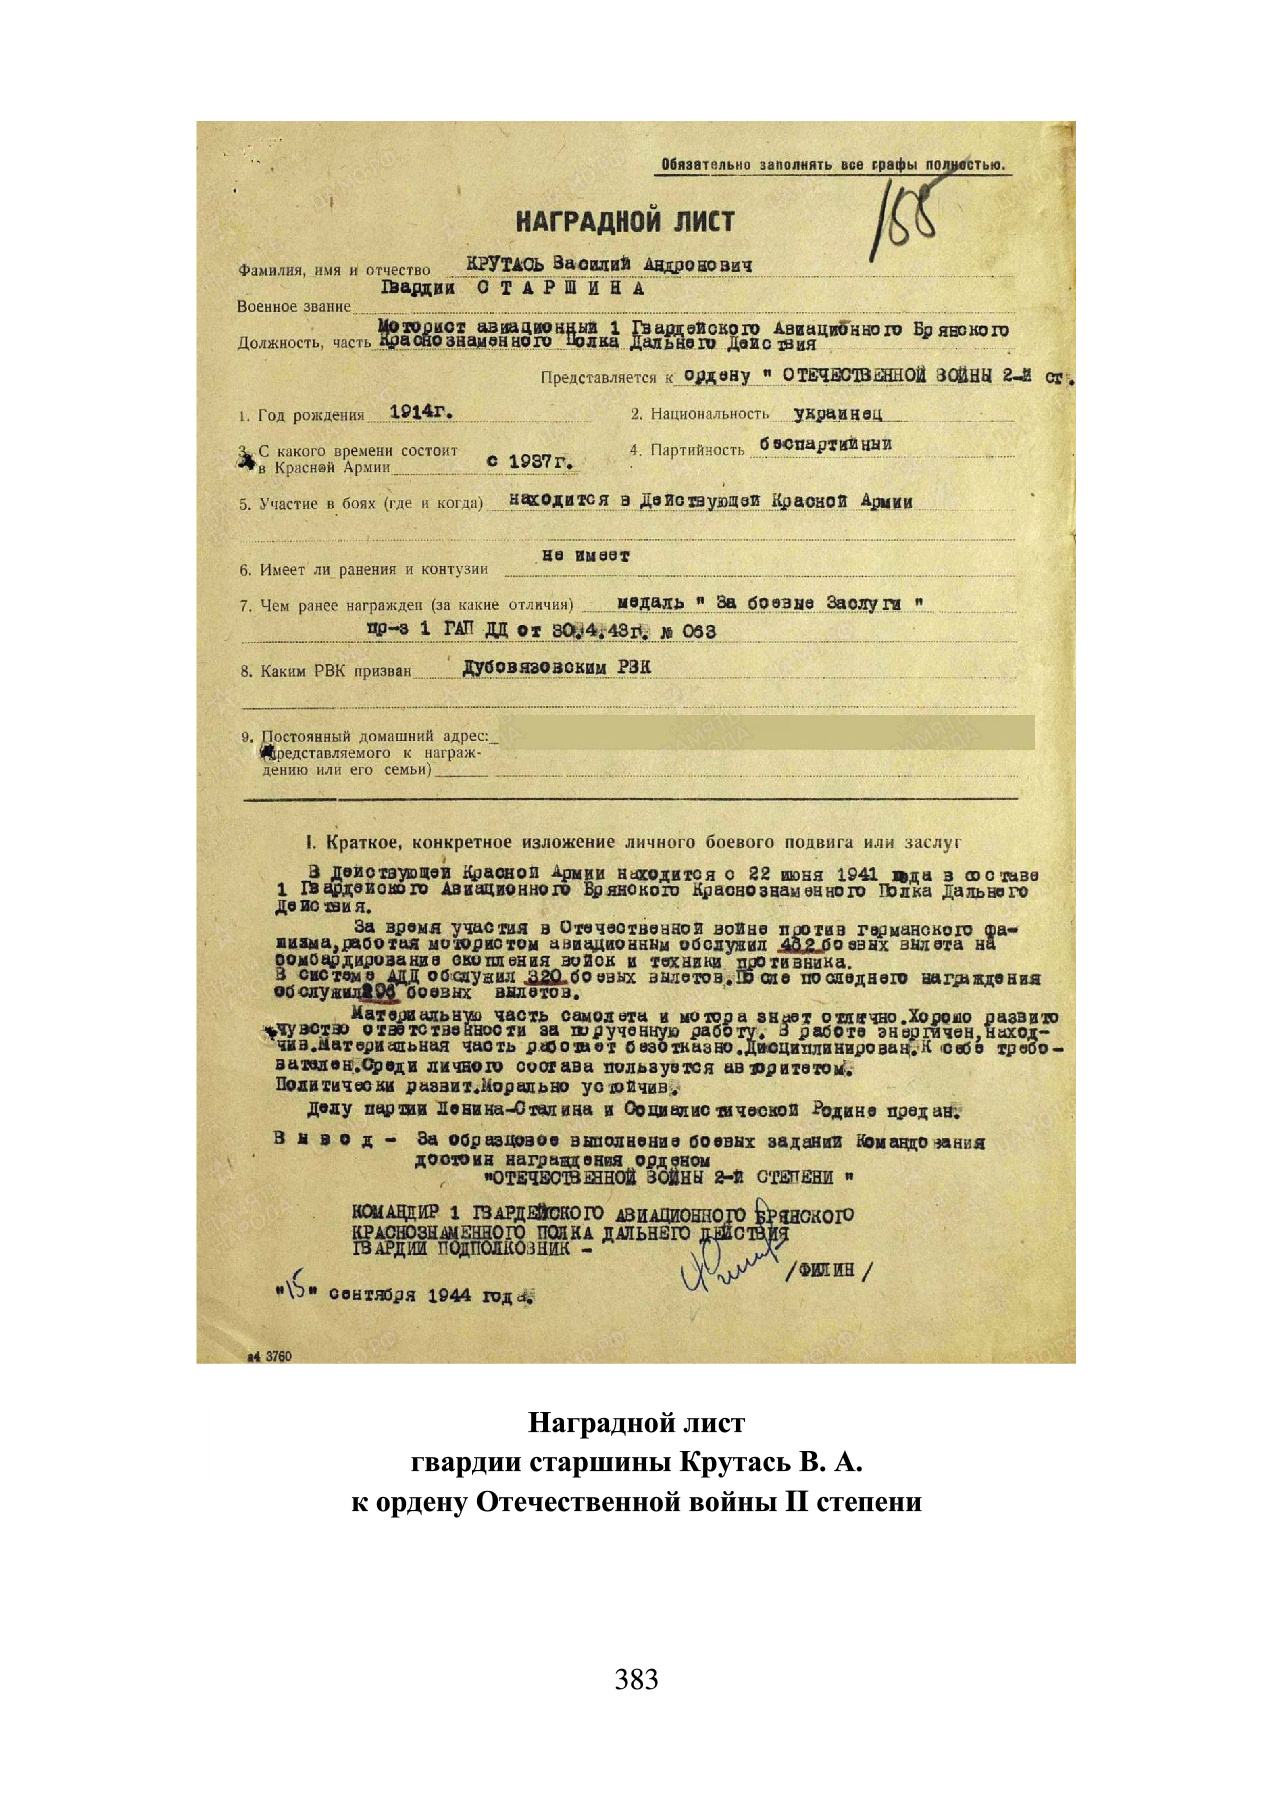 Обязательно заполнять все графы полностью.
155
НАГРАДНОЙ ЛИСТ
Фамилия, имя и отчество КРУТАСЬ Василий Андронович
Военное звание Гвардии СТАРШИНА
Должность, часть Моторист авиационный 1 Гвардейского Авиационного Брянского
Краснознаменного Полка Дальнего Действия
Представляется к ордену " ОТЕЧЕСТВЕННОЙ ВОЙНЫ 2-й ст.
1. Год рождения 1914г. 2. Национальность украинец
3. С какого времени состоит
в Красной Армии с 1937г. 4. Партийность беспартийный
5. Участие в боях (где и когда) находится в Действующей Красной Армии
6. Имеет ли ранения и контузии не имеет
7. Чем ранее награжден (за какие отличия) медаль " За боевые Заслуги "
пр-з 1 ГАП ДД от 30.4.43г. № 063
8. Каким РВК призван Дубовязовским РВК
9. Постоянный домашний адрес:
(представляемого к награж-
дению или его семьи)
I. Краткое, конкретное изложение личного боевого подвига или заслуг
В Действующей Красной Армии находится с 22 июня 1941 года в составе
1 Гвардейского Авиационного Брянского Краснознаменного Полка Дальнего
Действия.
За время участия в Отечественной войне против германского фа-
шизма,работая мотористом авиационным обслужил 462 боевых вылета на
бомбардирование скопления войск и техники противника.
В системе АДД обслужил 320 боевых вылетов.После последнего награждения
обслужил боевых вылетов.
Материальную часть самолета и мотора знает отлично.Хорошо развито
чувство ответственности за порученную работу. В работе энергичен,наход-
чив.Материальная часть работает безотказно.Дисциплинирован.К себе требо-
вателен.Среди личного состава пользуется авторитетом.
Политически развит.Морально устойчив.
Делу партии Ленина-Сталина и Социалистической Родине предан.
В ы в о д - За образцовое выполнение боевых заданий Командования
достоин награждения орденом
"ОТЕЧЕСТВЕННОЙ ВОЙНЫ 2-й СТЕПЕНИ "
КОМАНДИР 1 ГВАРДЕЙСКОГО АВИАЦИОННОГО БРЯНСКОГО
КРАСНОЗНАМЕННОГО ПОЛКА ДАЛЬНЕГО ДЕЙСТВИЯ
ГВАРДИИ ПОДПОЛКОВНИК -
/ФИЛИН/
"15" сентября 1944 года.
з4 3760
Наградной лист
гвардии старшины Крутась В. А.
к ордену Отечественной войны II степени
383